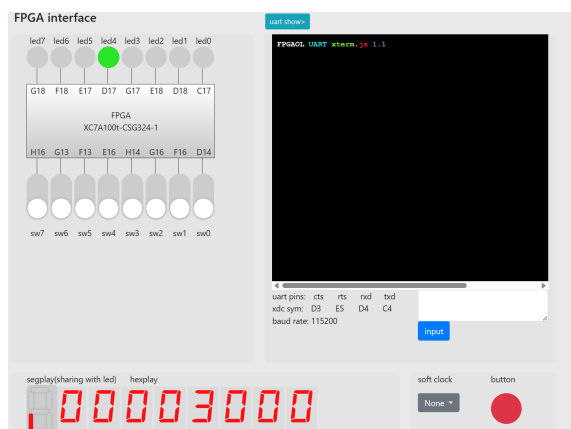 FPGA interface
uart show>
led7 led6 led5 led4 led3 led2 led1 led0
G18 F18 E17 D17 G17 E18 D18 C17
FPGA
XC7A100t-CSG324-1
H16 G13 F13 E16 H14 G16 F16 D14
sw7 sw6 sw5 sw4 sw3 sw2 sw1 sw0
FPGAOL UART xterm.js 1.1
uart pins: cts rts rxd txd
xdc sym: D3 E5 D4 C4
baud rate: 115200
input
segplay(sharing with led) hexplay
00003000
soft clock button
None